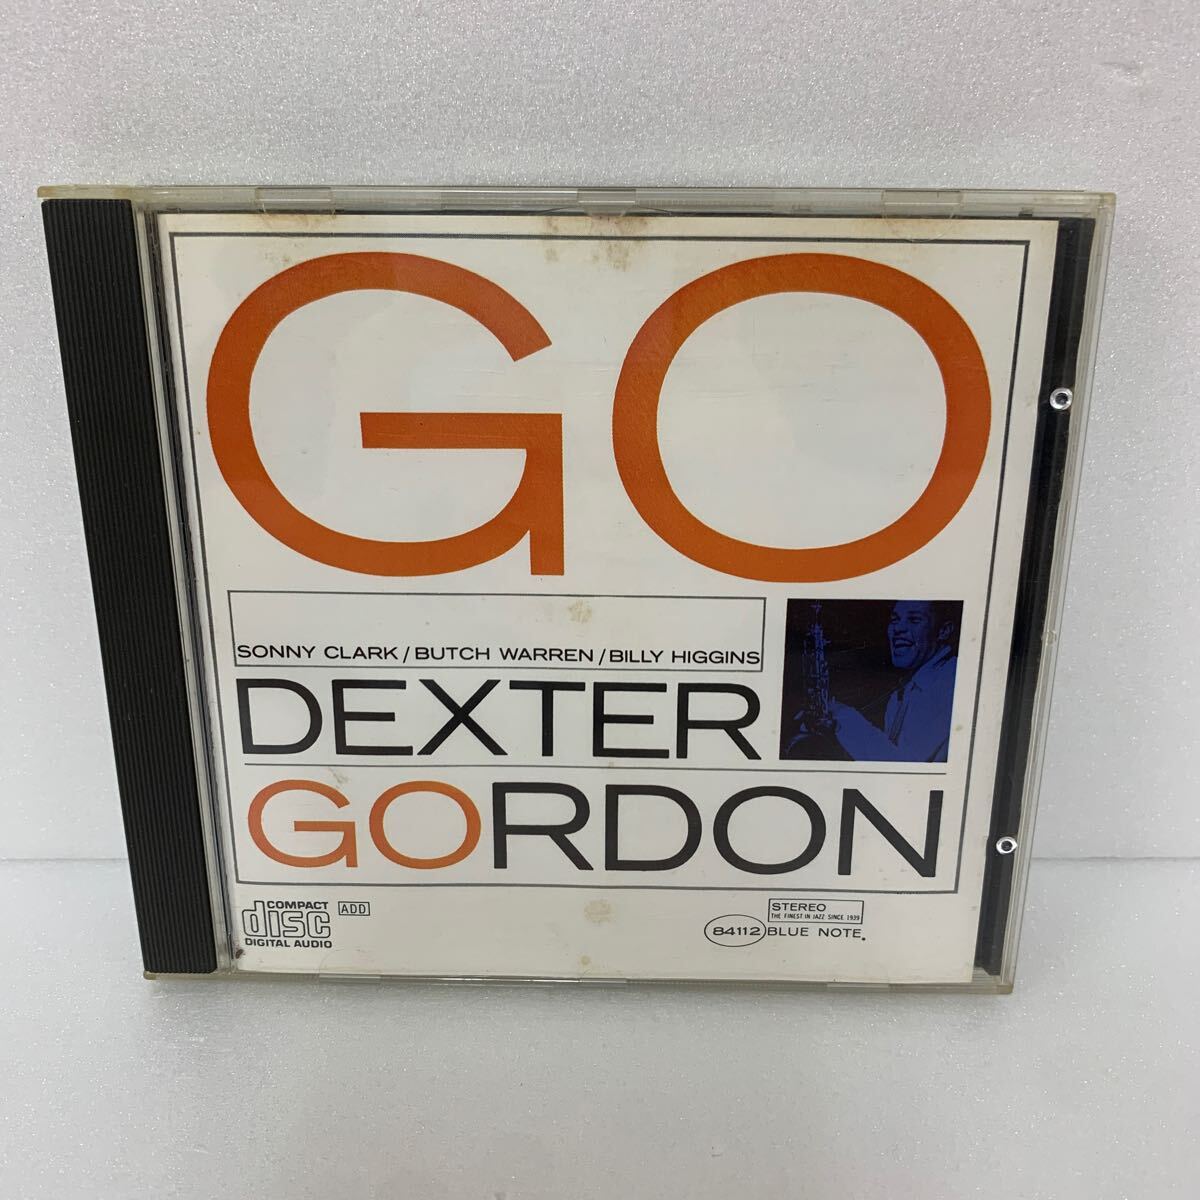 GO
SONNY CLARK/BUTCH WARREN/BILLY HIGGINS
DEXTER
GORDON
COMPACT
disc
DIGITAL AUDIO
ADD
STEREO
THE FINEST IN JAZZ SINCE 1939
84112 BLUE NOTE.